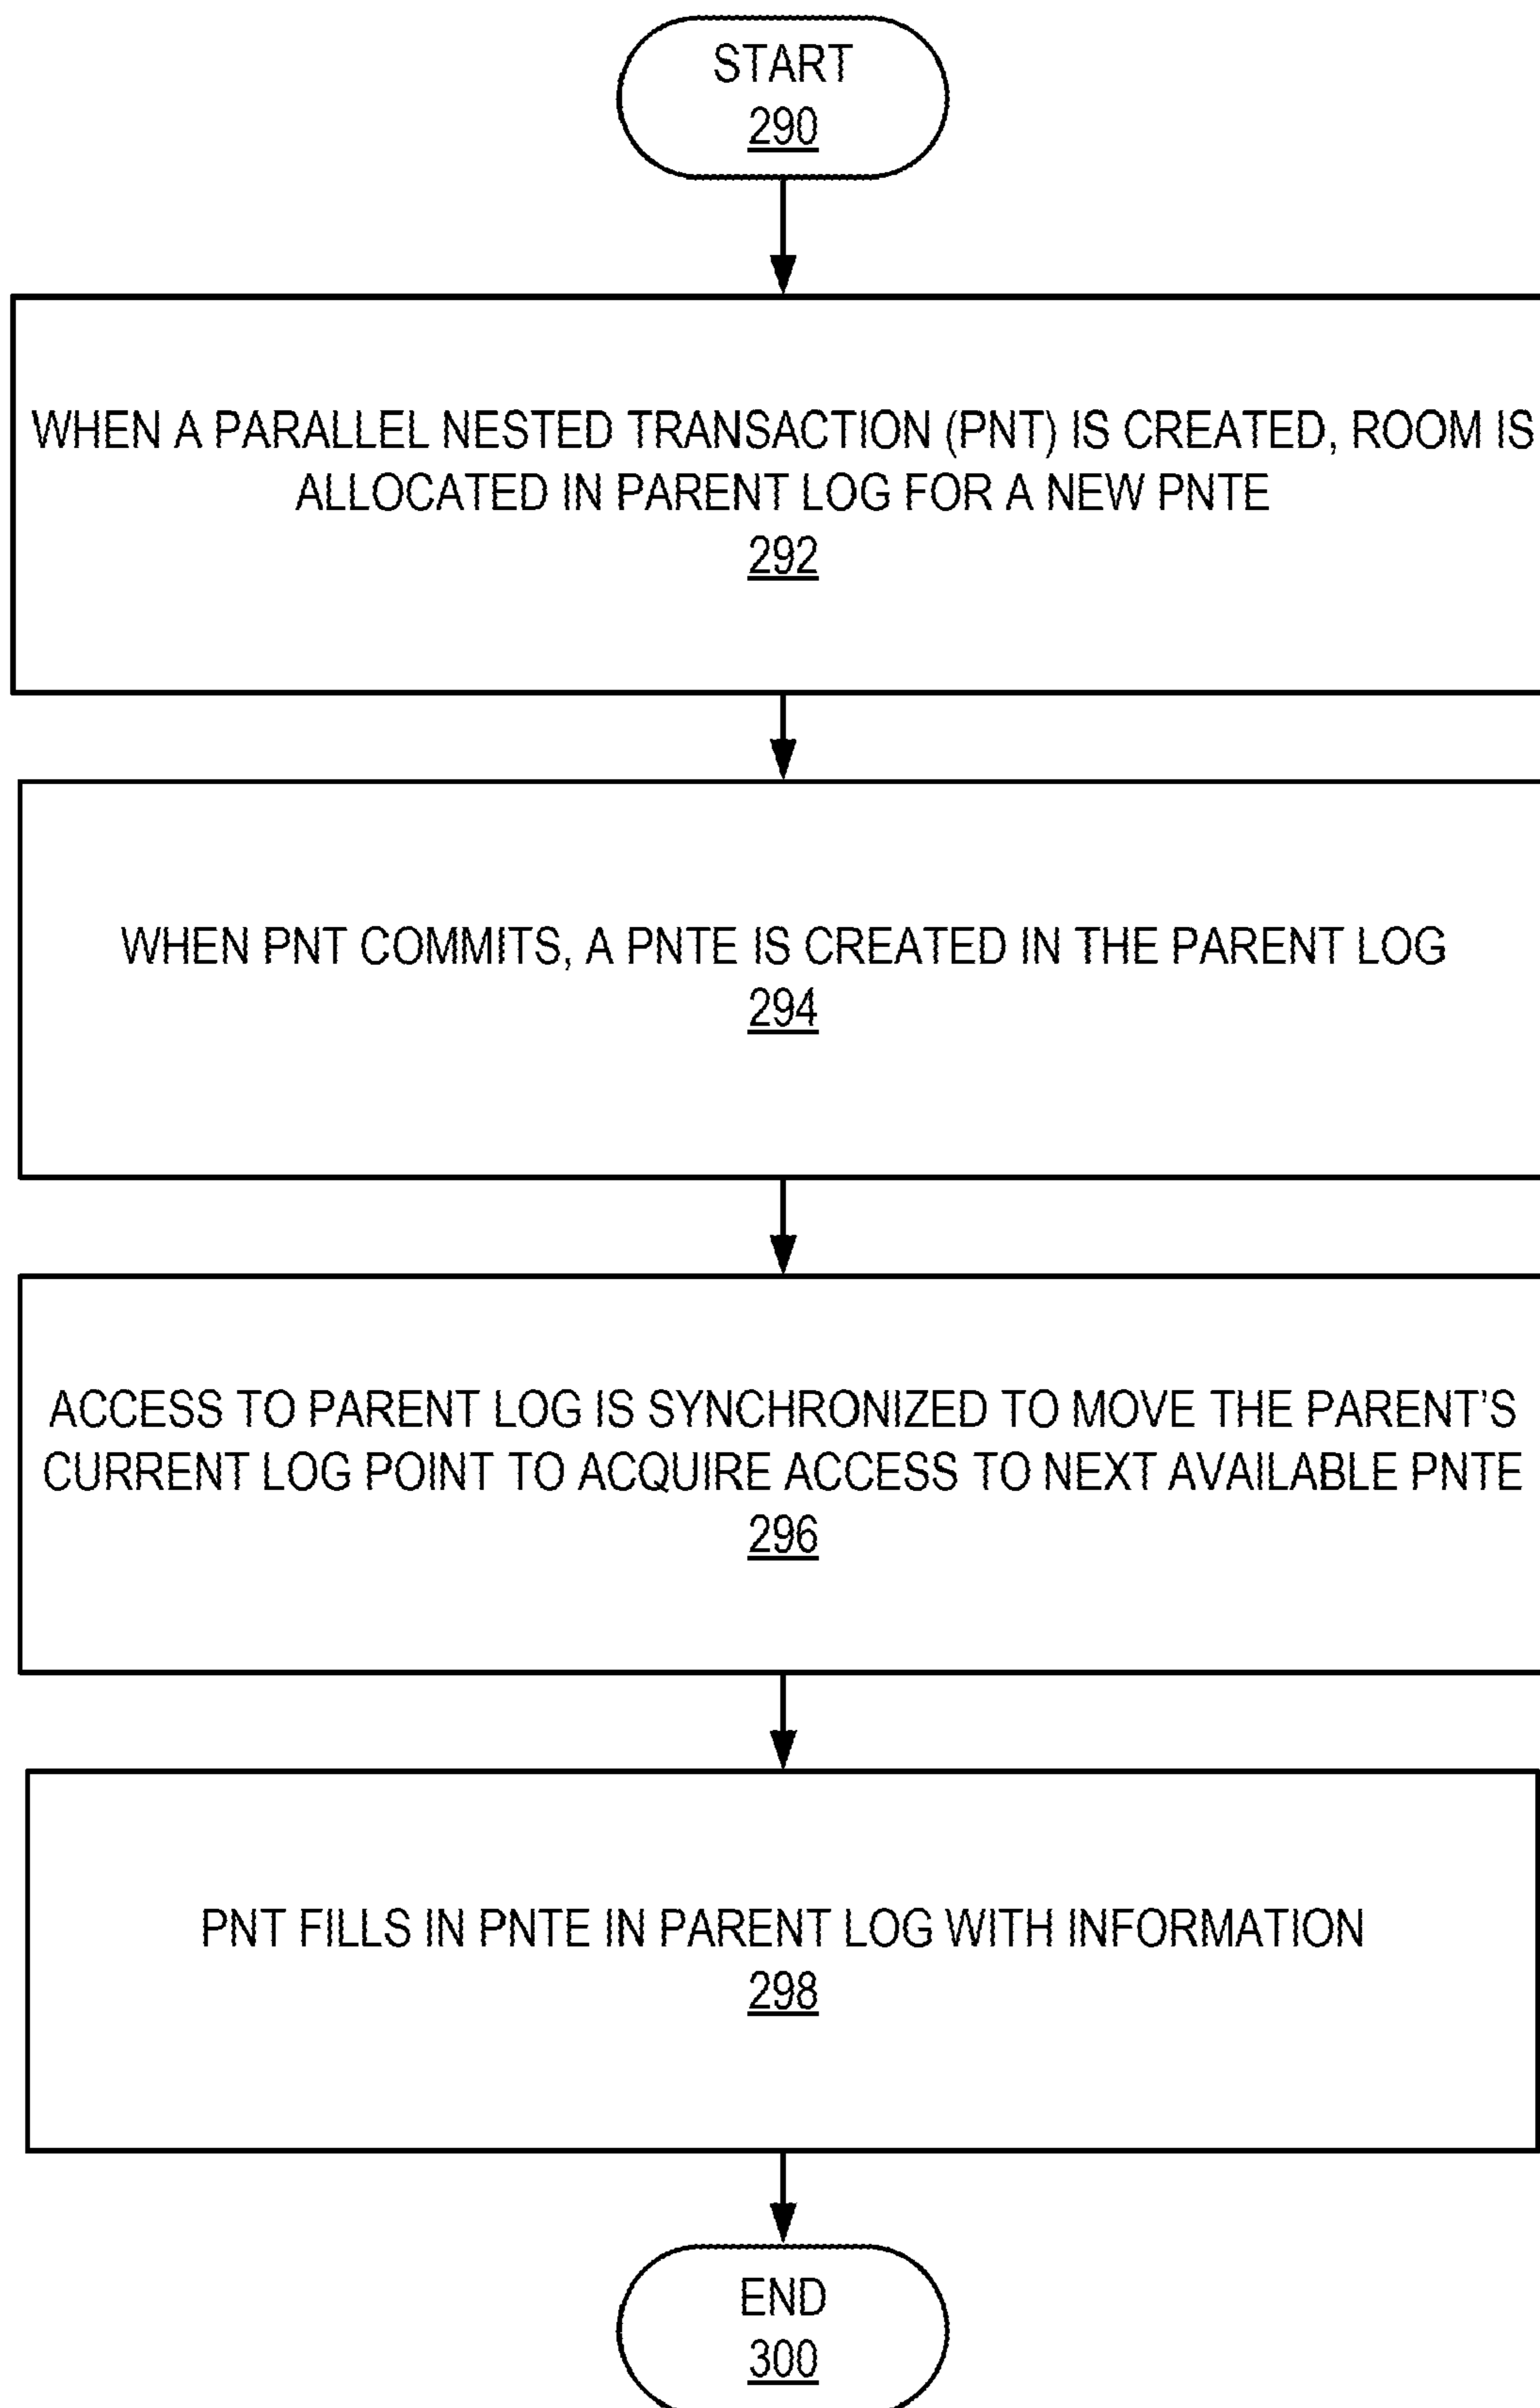 START
290
WHEN A PARALLEL NESTED TRANSACTION (PNT) IS CREATED, ROOM IS
ALLOCATED IN PARENT LOG FOR A NEW PNTE
292
WHEN PNT COMMITS, A PNTE IS CREATED IN THE PARENT LOG
294
ACCESS TO PARENT LOG IS SYNCHRONIZED TO MOVE THE PARENT'S
CURRENT LOG POINT TO ACQUIRE ACCESS TO NEXT AVAILABLE PNTE
296
PNT FILLS IN PNTE IN PARENT LOG WITH INFORMATION
298
END
300